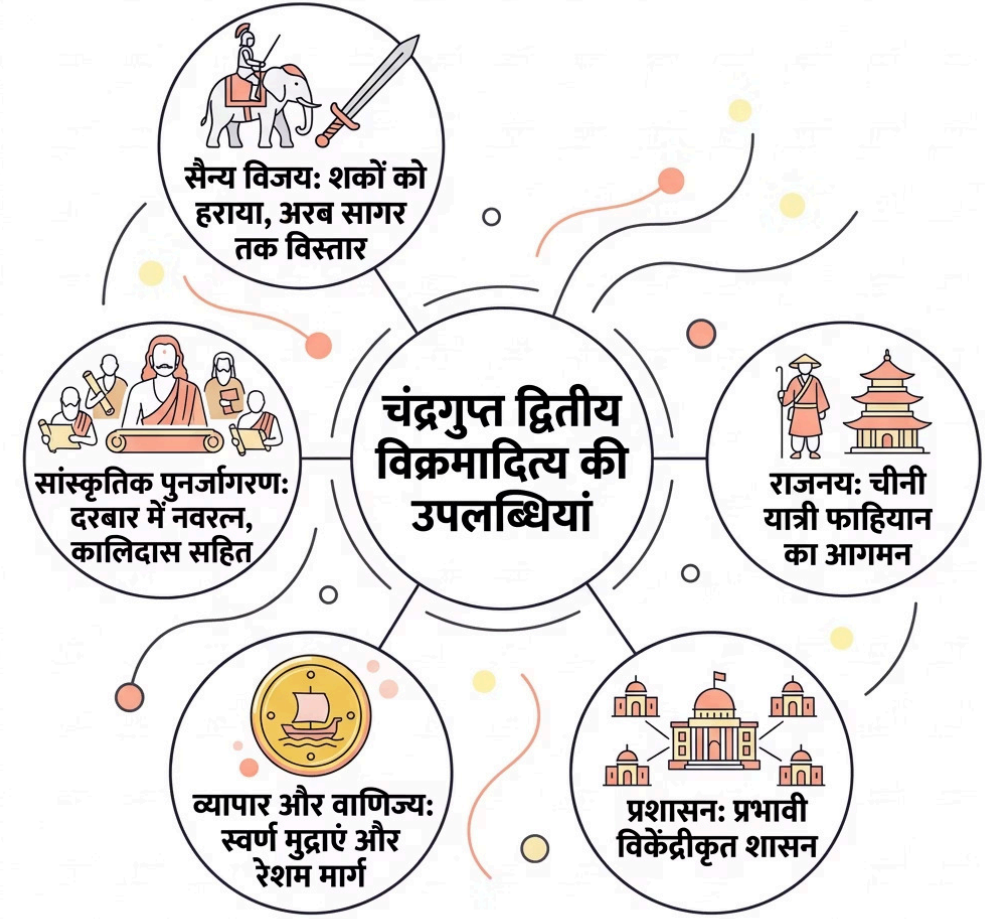 सैन्य विजय: शकों को
हराया, अरब सागर
तक विस्तार
चंद्रगुप्त द्वितीय
विक्रमादित्य की
उपलब्धियां
सांस्कृतिक पुनर्जागरण:
दरबार में नवरत्न,
कालिदास सहित
राजनय: चीनी
यात्री फाहियान
का आगमन
व्यापार और वाणिज्य:
स्वर्ण मुद्राएं और
रेशम मार्ग
प्रशासन: प्रभावी
विकेंद्रीकृत शासन